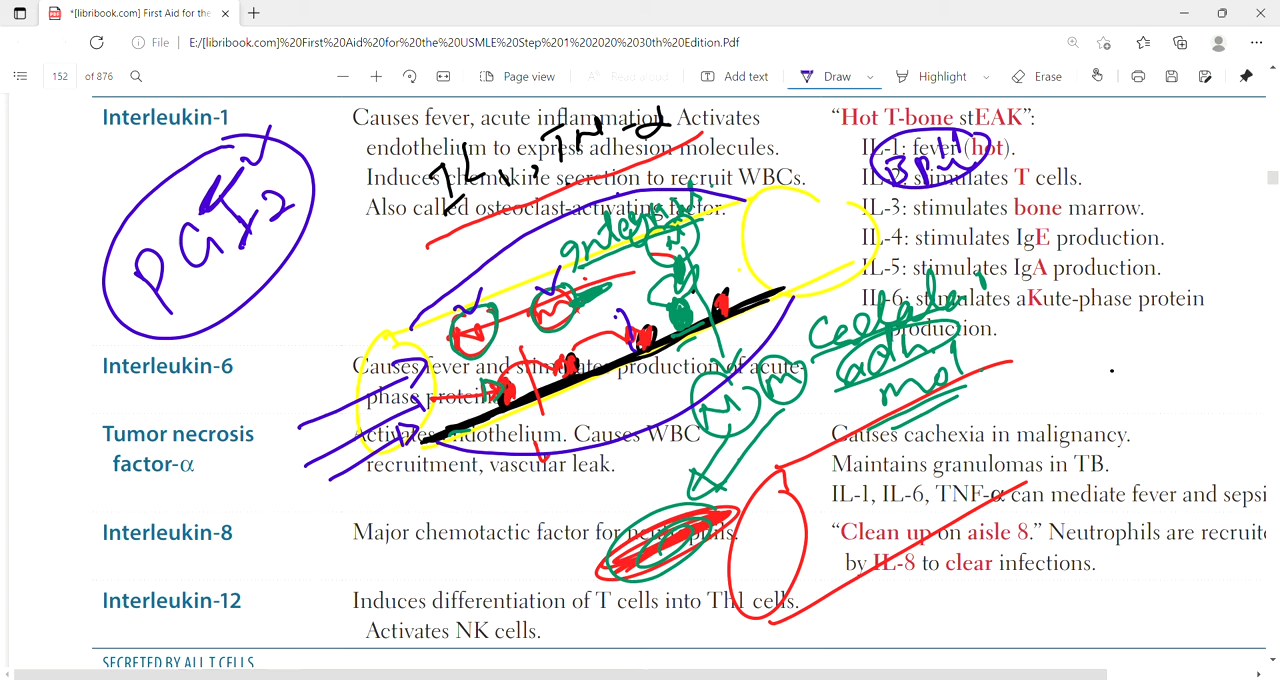 *[libribook.com] First Aid for the
File
E:/[libribook.com]%20First%20Aid%20for%20the%20USMLE%20Step%201%202020%2030th%20Edition.Pdf
152 of 876
Page view
Read aloud
Add text
Draw
Highlight
Erase
Interleukin-1
Causes fever, acute inflammation. Activates
endothelium to express adhesion molecules.
Induces chemokine secretion to recruit WBCs.
Also called osteoclast-activating factor.
“Hot T-bone stEAK”:
IL-1: fever (hot).
IL-2: stimulates T cells.
IL-3: stimulates bone marrow.
IL-4: stimulates IgE production.
IL-5: stimulates IgA production.
IL-6: stimulates aKute-phase protein
production.
Interleukin-6
Causes fever and stimulates production of acute-
phase proteins
Tumor necrosis
factor-α
Activates endothelium. Causes WBC
recruitment, vascular leak.
Causes cachexia in malignancy.
Maintains granulomas in TB.
IL-1, IL-6, TNF-α can mediate fever and sepsi
Interleukin-8
Major chemotactic factor for neutrophils.
“Clean up on aisle 8.” Neutrophils are recruite
by IL-8 to clear infections.
Interleukin-12
Induces differentiation of T cells into Th1 cells.
Activates NK cells.
SECRETED BY ALL T CELLS